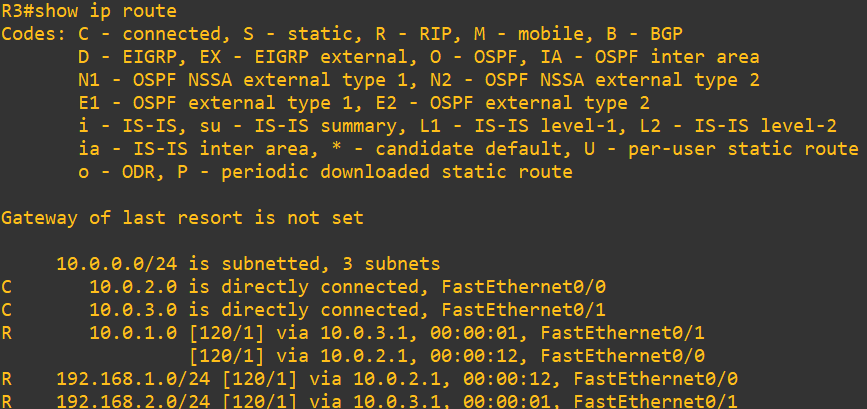 R3#show ip route
Codes: C - connected, S - static, R - RIP, M - mobile, B - BGP
       D - EIGRP, EX - EIGRP external, O - OSPF, IA - OSPF inter area
       N1 - OSPF NSSA external type 1, N2 - OSPF NSSA external type 2
       E1 - OSPF external type 1, E2 - OSPF external type 2
       i - IS-IS, su - IS-IS summary, L1 - IS-IS level-1, L2 - IS-IS level-2
       ia - IS-IS inter area, * - candidate default, U - per-user static route
       o - ODR, P - periodic downloaded static route

Gateway of last resort is not set

     10.0.0.0/24 is subnetted, 3 subnets
C       10.0.2.0 is directly connected, FastEthernet0/0
C       10.0.3.0 is directly connected, FastEthernet0/1
R       10.0.1.0 [120/1] via 10.0.3.1, 00:00:01, FastEthernet0/1
                 [120/1] via 10.0.2.1, 00:00:12, FastEthernet0/0
R    192.168.1.0/24 [120/1] via 10.0.2.1, 00:00:12, FastEthernet0/0
R    192.168.2.0/24 [120/1] via 10.0.3.1, 00:00:01, FastEthernet0/1